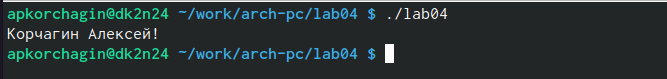 apkorchagin@dk2n24 ~/work/arch-pc/lab04 $ ./lab04
Корчагин Алексей!
apkorchagin@dk2n24 ~/work/arch-pc/lab04 $